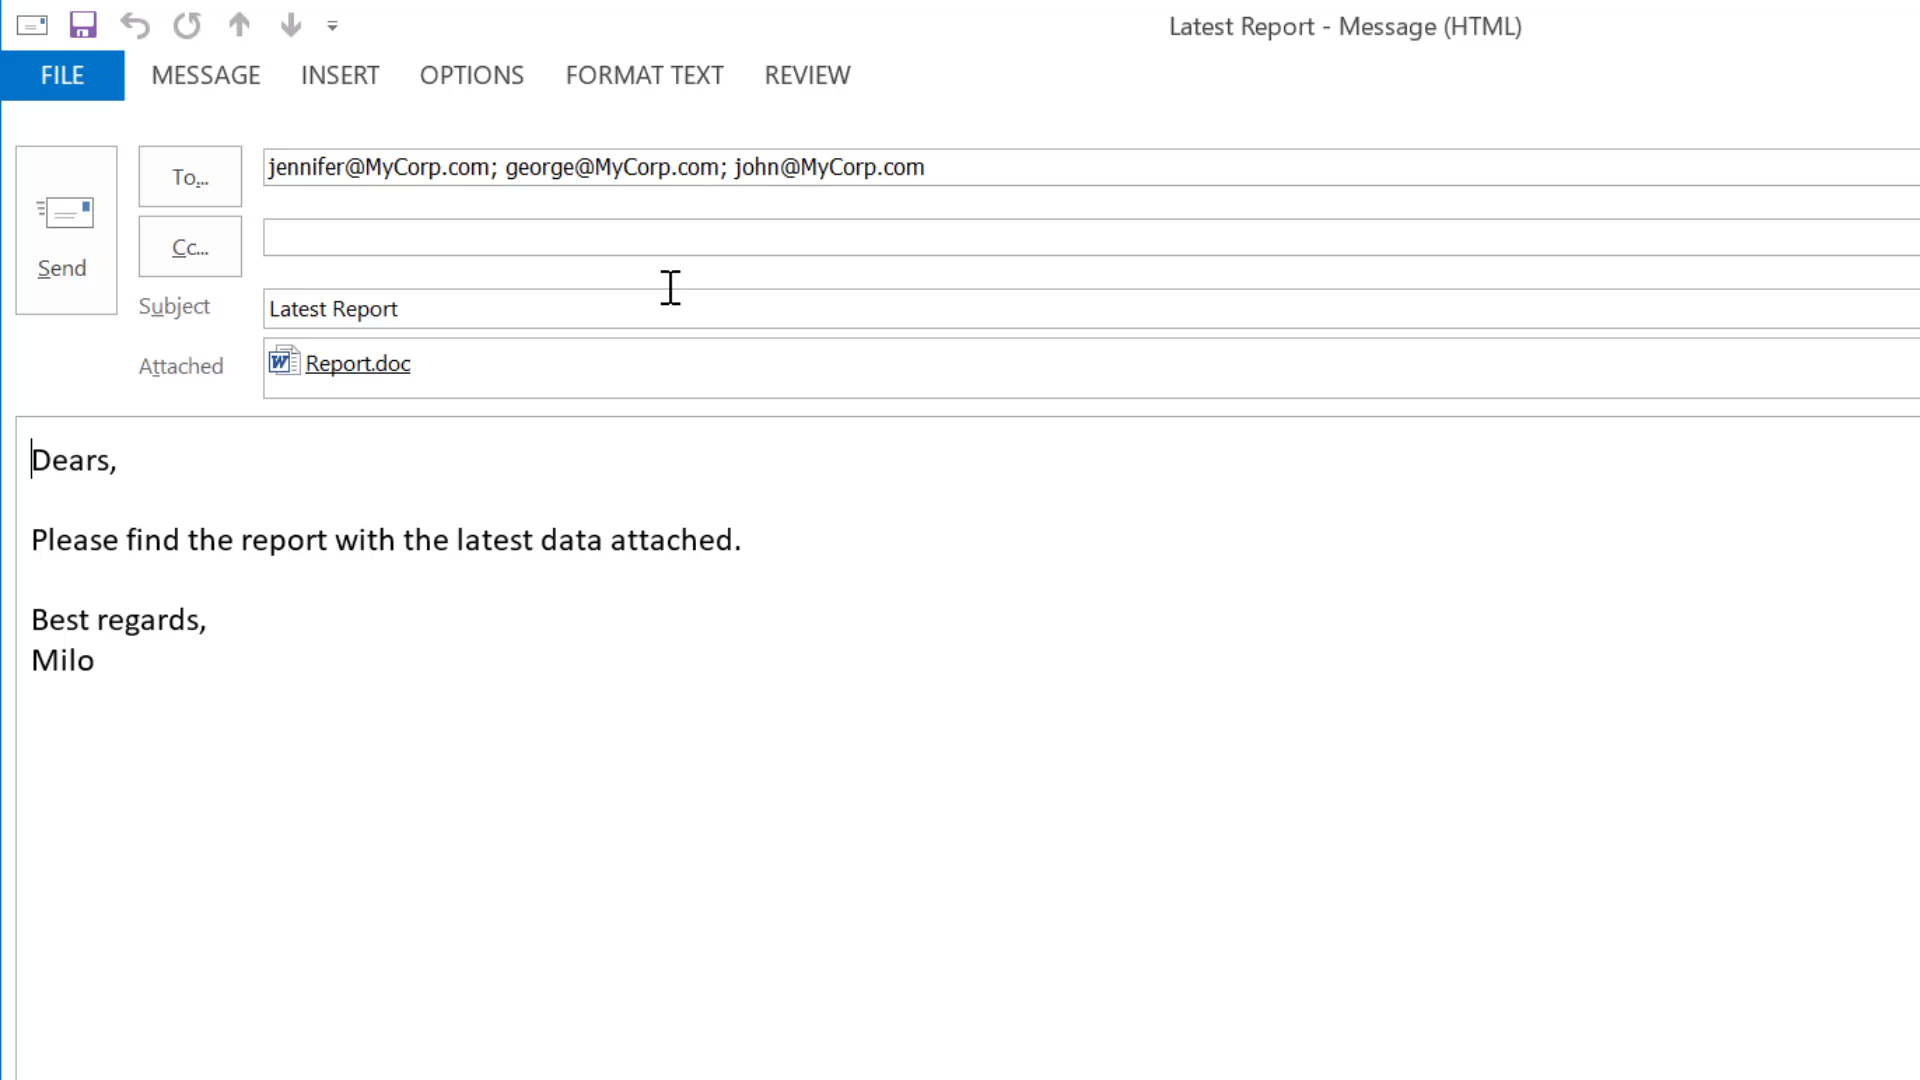 Latest Report - Message (HTML)
FILE MESSAGE INSERT OPTIONS FORMAT TEXT REVIEW
To... jennifer@MyCorp.com; george@MyCorp.com; john@MyCorp.com
Cc...
Send
Subject Latest Report
Attached Report.doc
Dears,
Please find the report with the latest data attached.
Best regards,
Milo